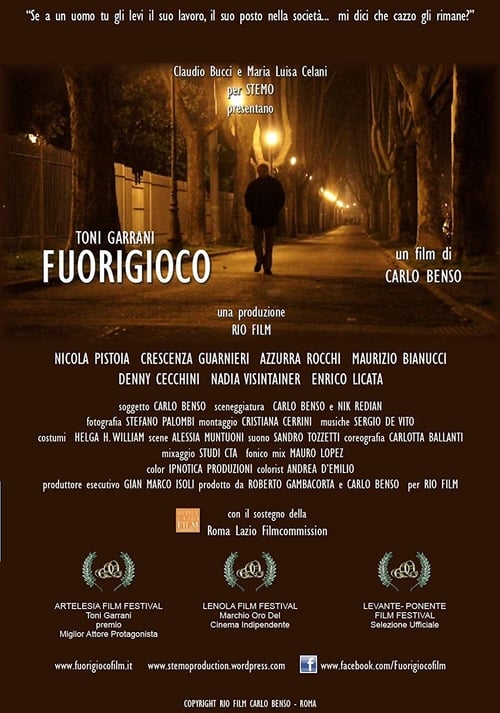 “Se a un uomo tu gli levi il suo lavoro, il suo posto nella società... mi dici che cazzo gli rimane?”
Claudio Bucci e Maria Luisa Celani
per STEMO
presentano
TONI GARRANI
FUORIGIOCO
un film di
CARLO BENSO
una produzione
RIO FILM
NICOLA PISTOIA CRESCENZA GUARNIERI AZZURRA ROCCHI MAURIZIO BIANUCCI
DENNY CECCHINI NADIA VISINTAINER ENRICO LICATA
soggetto CARLO BENSO sceneggiatura CARLO BENSO e NIK REDIAN
fotografia STEFANO PALOMBI montaggio CRISTIANA CERRINI musiche SERGIO DE VITO
costumi HELGA H. WILLIAM scene ALESSIA MUNTUONI suono SANDRO TOZZETTI coreografia CARLOTTA BALLANTI
mixaggio STUDI CTA fonico mix MAURO LOPEZ
color IPNOTICA PRODUZIONI colorist ANDREA D'EMILIO
produttore esecutivo GIAN MARCO ISOLI prodotto da ROBERTO GAMBACORTA e CARLO BENSO per RIO FILM
ROMA
LAZIO
FILM
con il sostegno della
Roma Lazio Filmcommission
ARTELESIA FILM FESTIVAL
Toni Garrani
premio
Miglior Attore Protagonista
LENOLA FILM FESTIVAL
Marchio Oro Del
Cinema Indipendente
LEVANTE- PONENTE
FILM FESTIVAL
Selezione Ufficiale
www.fuorigiocofilm.it www.stemoproduction.wordpress.com f www.facebook.com/Fuorigiocofilm
COPYRIGHT RIO FILM CARLO BENSO - ROMA